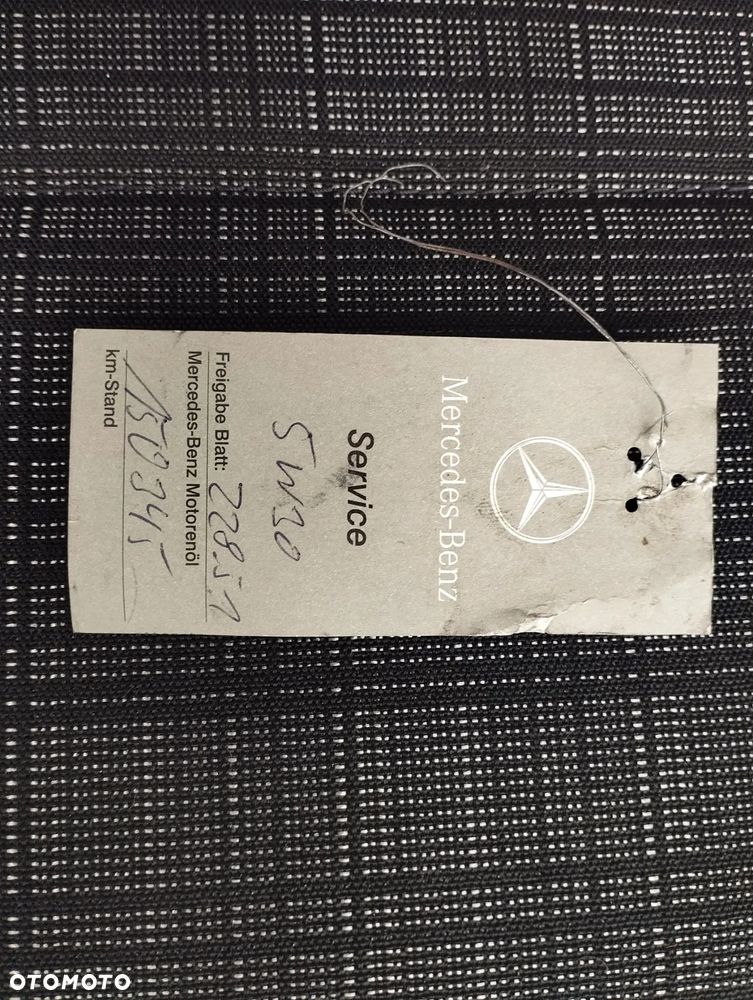 Mercedes-Benz
Service
5W30
Freigabe Blatt: 228.51
Mercedes-Benz Motorenöl
150345
km-Stand
OTOMOTO